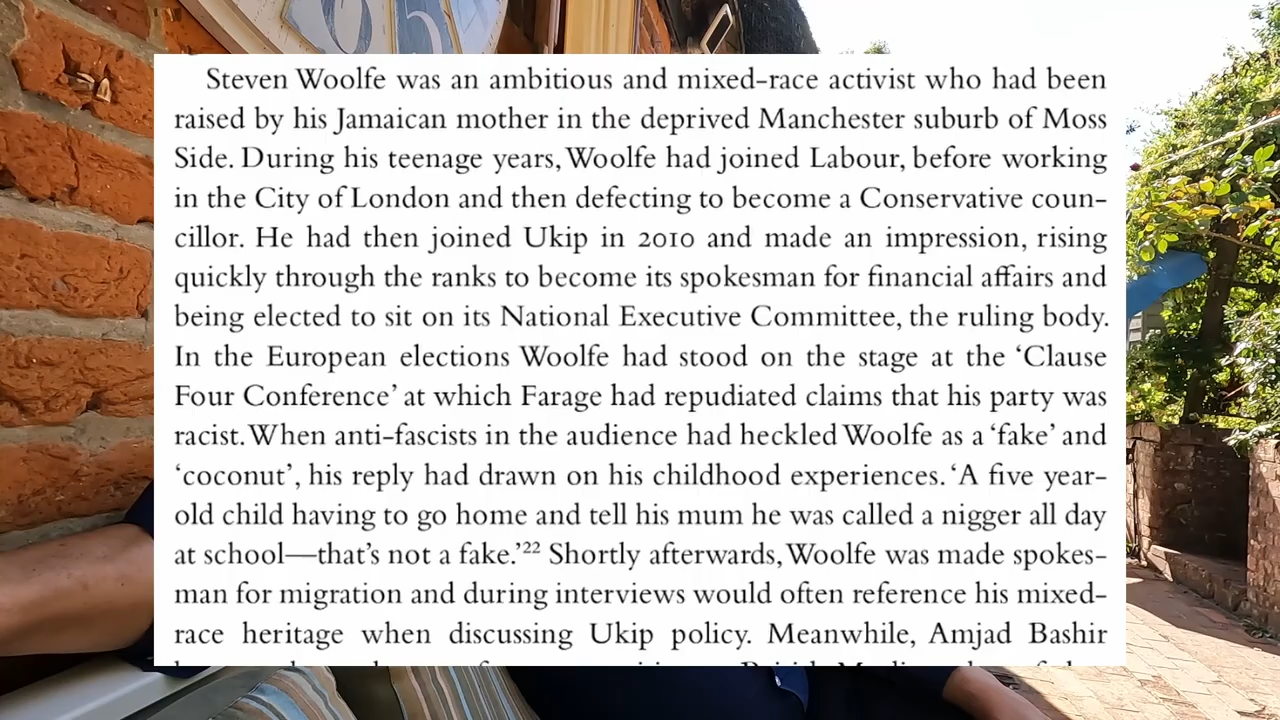 Steven Woolfe was an ambitious and mixed-race activist who had been
raised by his Jamaican mother in the deprived Manchester suburb of Moss
Side. During his teenage years, Woolfe had joined Labour, before working
in the City of London and then defecting to become a Conservative coun-
cillor. He had then joined Ukip in 2010 and made an impression, rising
quickly through the ranks to become its spokesman for financial affairs and
being elected to sit on its National Executive Committee, the ruling body.
In the European elections Woolfe had stood on the stage at the ‘Clause
Four Conference’ at which Farage had repudiated claims that his party was
racist. When anti-fascists in the audience had heckled Woolfe as a ‘fake’ and
‘coconut’, his reply had drawn on his childhood experiences. ‘A five year-
old child having to go home and tell his mum he was called a nigger all day
at school—that’s not a fake.’22 Shortly afterwards, Woolfe was made spokes-
man for migration and during interviews would often reference his mixed-
race heritage when discussing Ukip policy. Meanwhile, Amjad Bashir